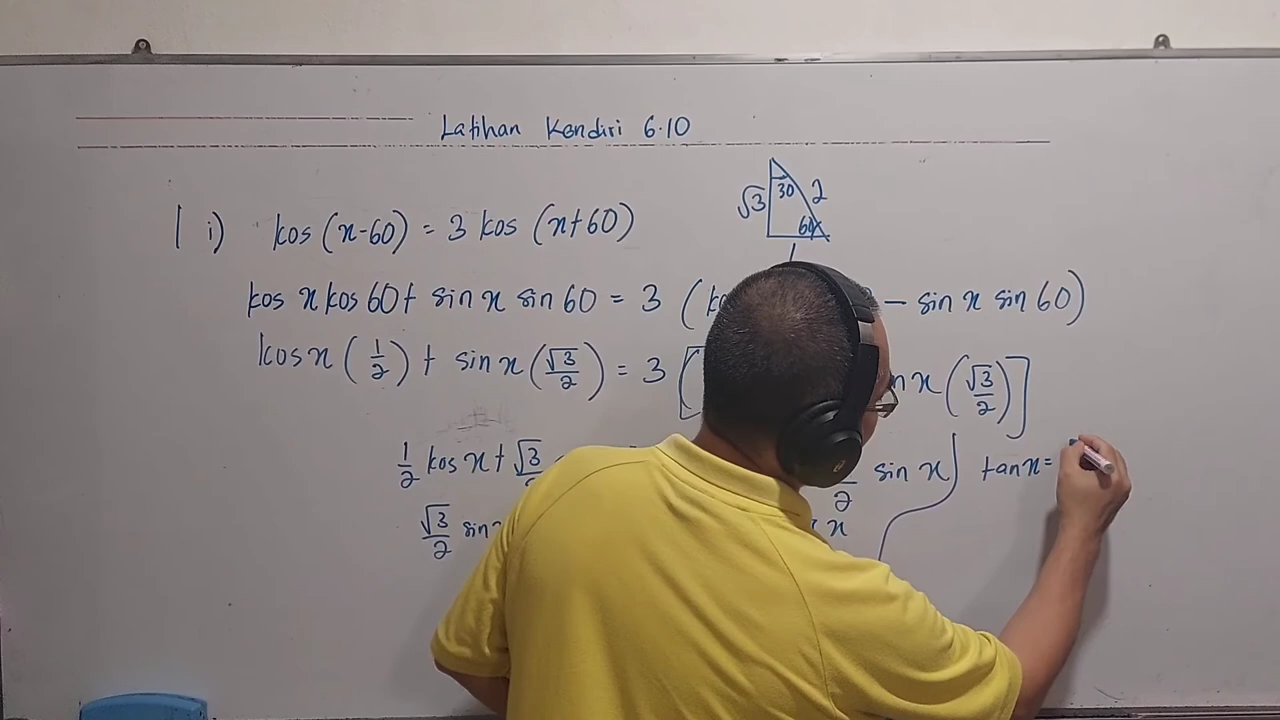 Latihan Kendiri 6.10
√3 30 2
60
1
1 i) kos (x-60) = 3 kos (x+60)
kos x kos 60 + sin x sin 60 = 3 ( - sin x sin 60)
kos x (1/2) + sin x (√3/2) = 3 [ x (√3/2)]
1/2 kos x + √3 sin x tan x =
√3/2 sin x